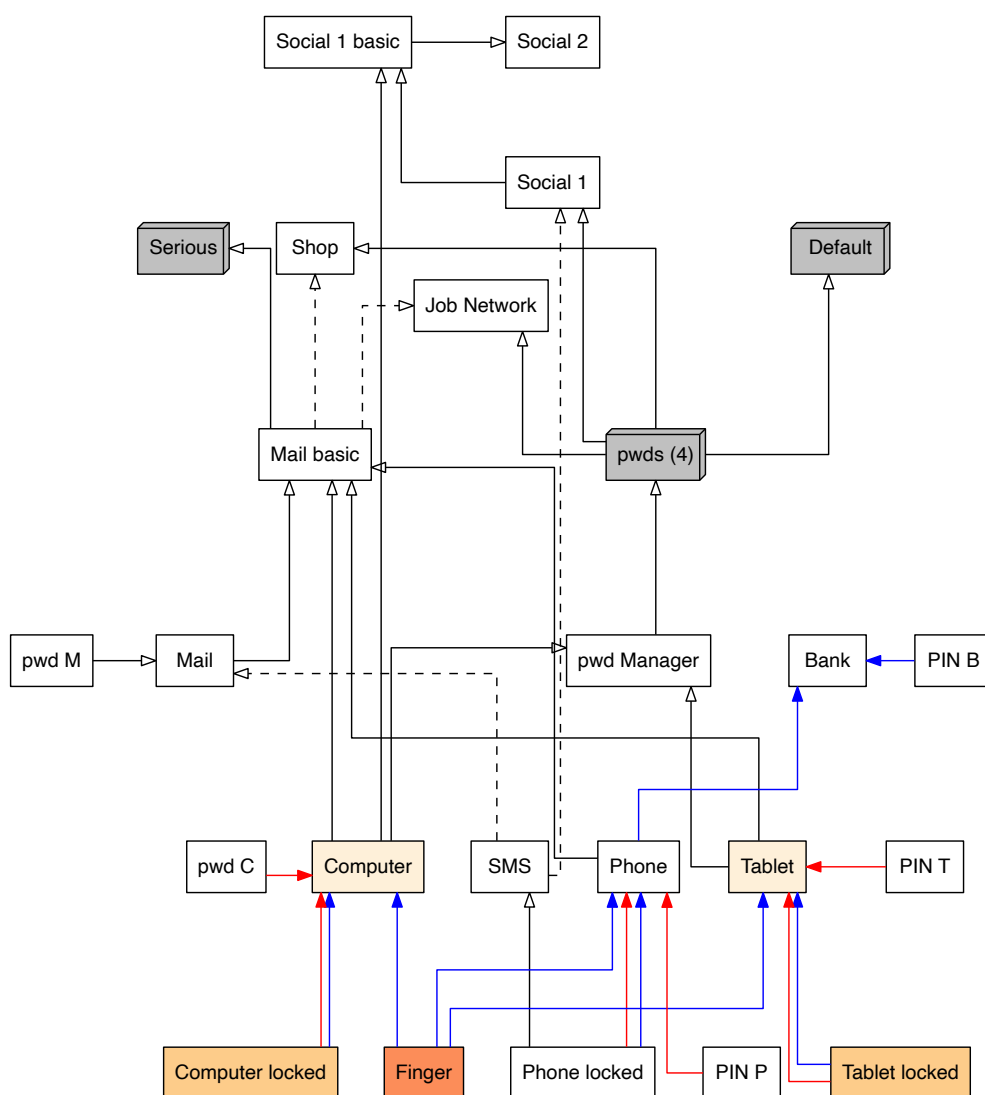 Social 1 basic
Social 2
Social 1
Serious
Shop
Default
Job Network
Mail basic
pwds (4)
pwd M
Mail
pwd Manager
Bank
PIN B
pwd C
Computer
SMS
Phone
Tablet
PIN T
Computer locked
Finger
Phone locked
PIN P
Tablet locked